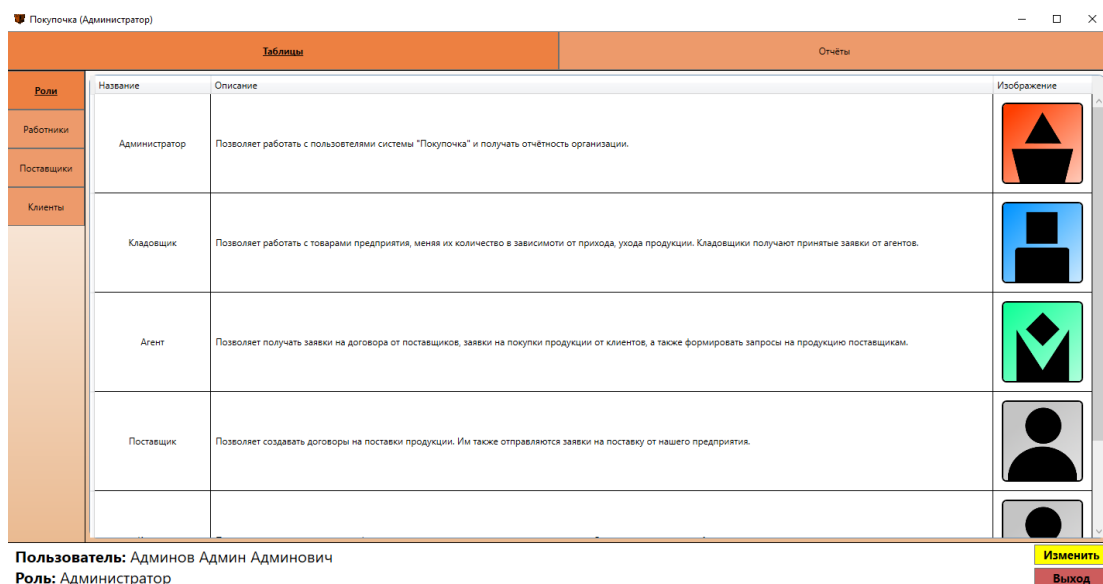 Покупочка (Администратор)
Таблицы Отчёты
Роли
Работники
Поставщики
Клиенты
Название Описание Изображение
Администратор Позволяет работать с пользовтелями системы "Покупочка" и получать отчётность организации.
Кладовщик Позволяет работать с товарами предприятия, меняя их количество в зависимоти от прихода, ухода продукции. Кладовщики получают принятые заявки от агентов.
Агент Позволяет получать заявки на договора от поставщиков, заявки на покупки продукции от клиентов, а также формировать запросы на продукцию поставщикам.
Поставщик Позволяет создавать договоры на поставки продукции. Им также отправляются заявки на поставку от нашего предприятия.
Пользователь: Админов Админ Админович
Роль: Администратор
Изменить
Выход